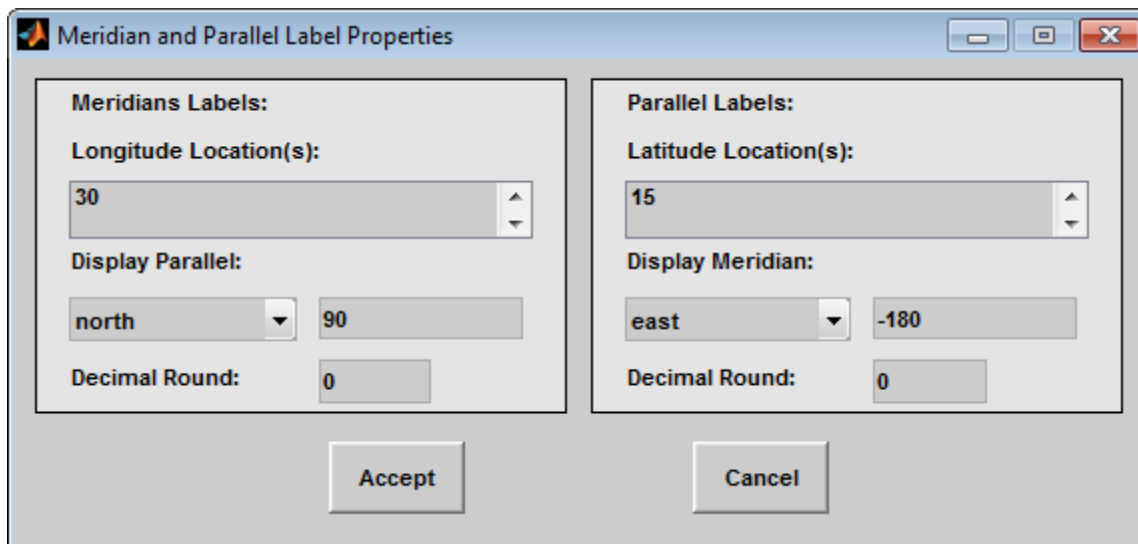 Meridian and Parallel Label Properties
Meridians Labels:
Longitude Location(s):
30
Display Parallel:
north 90
Decimal Round: 0
Parallel Labels:
Latitude Location(s):
15
Display Meridian:
east -180
Decimal Round: 0
Accept
Cancel